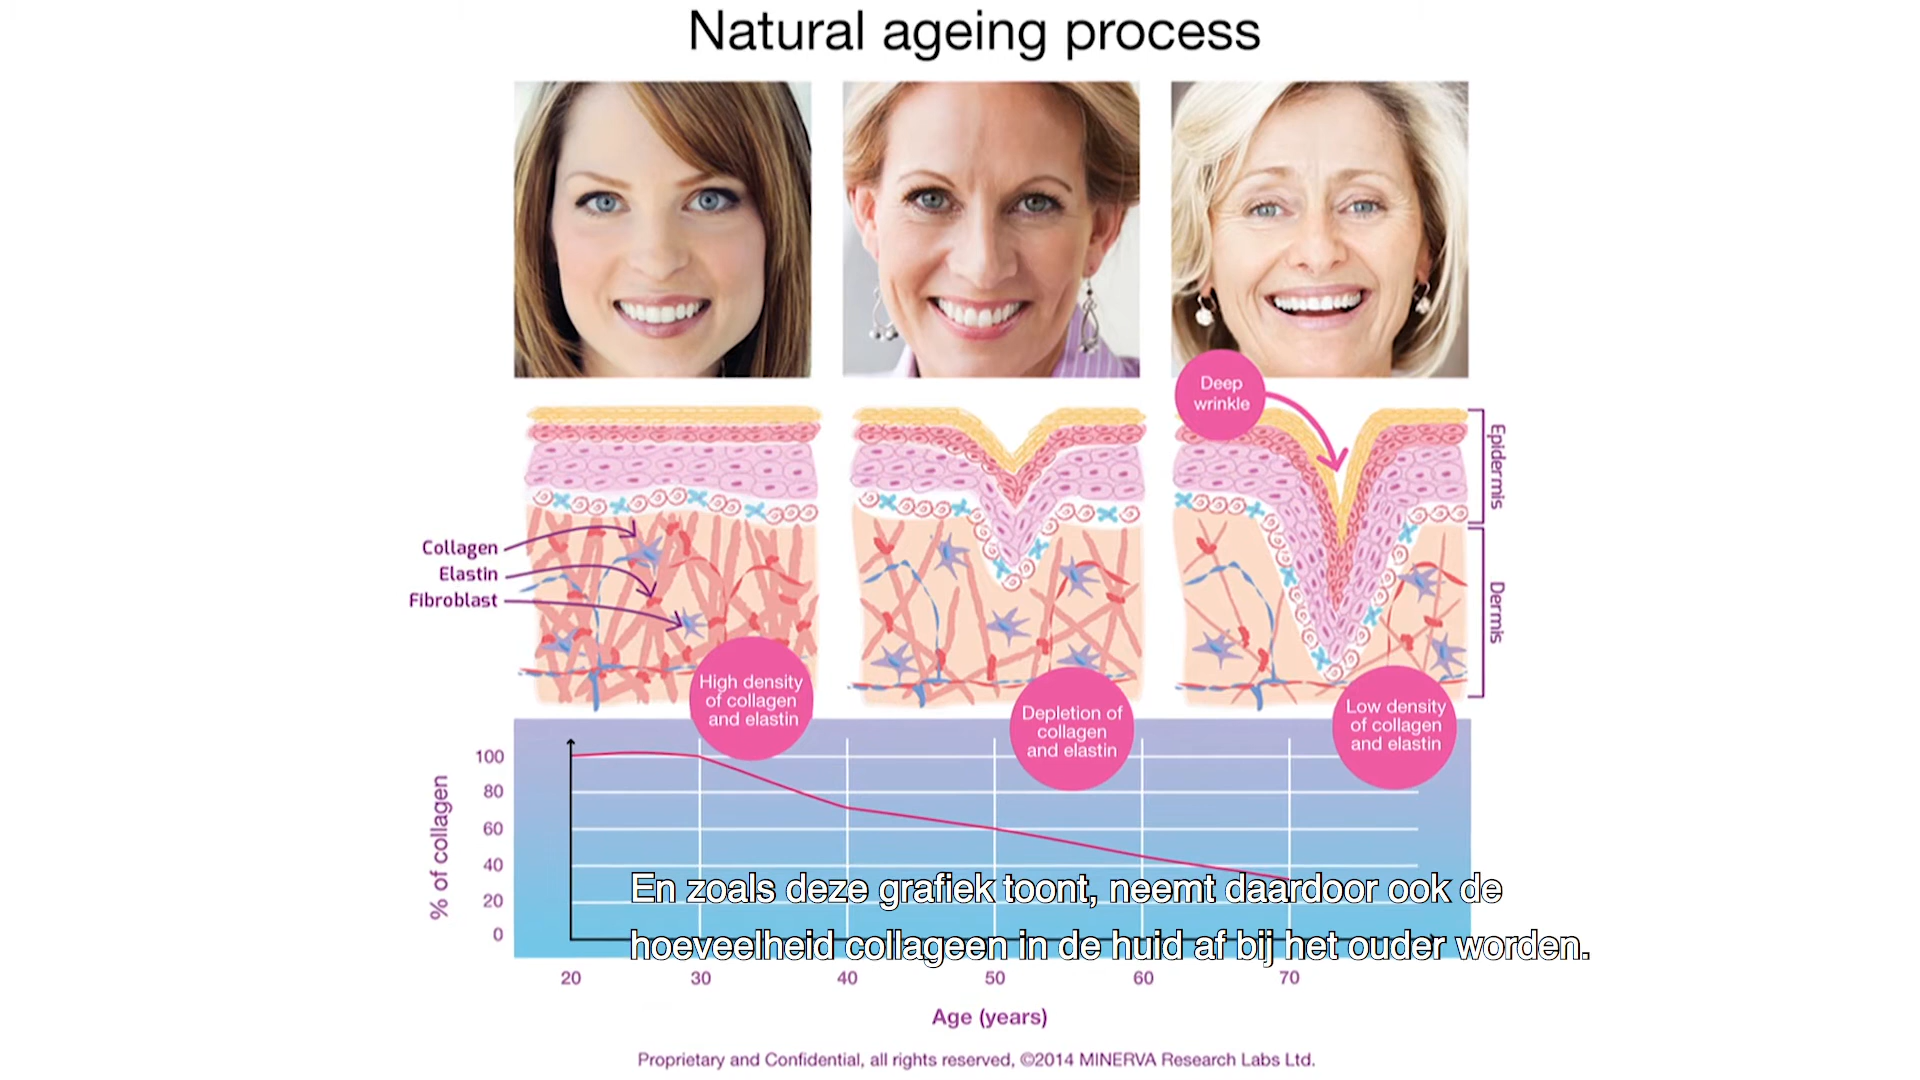 Natural ageing process
Deep
wrinkle
Epidermis
Dermis
Collagen
Elastin
Fibroblast
High density
of collagen
and elastin
Depletion of
collagen
and elastin
Low density
of collagen
and elastin
% of collagen
100
80
60
40
20
0
En zoals deze grafiek toont, neemt daardoor ook de
hoeveelheid collageen in de huid af bij het ouder worden.
20 30 40 50 60 70
Age (years)
Proprietary and Confidential, all rights reserved, ©2014 MINERVA Research Labs Ltd.